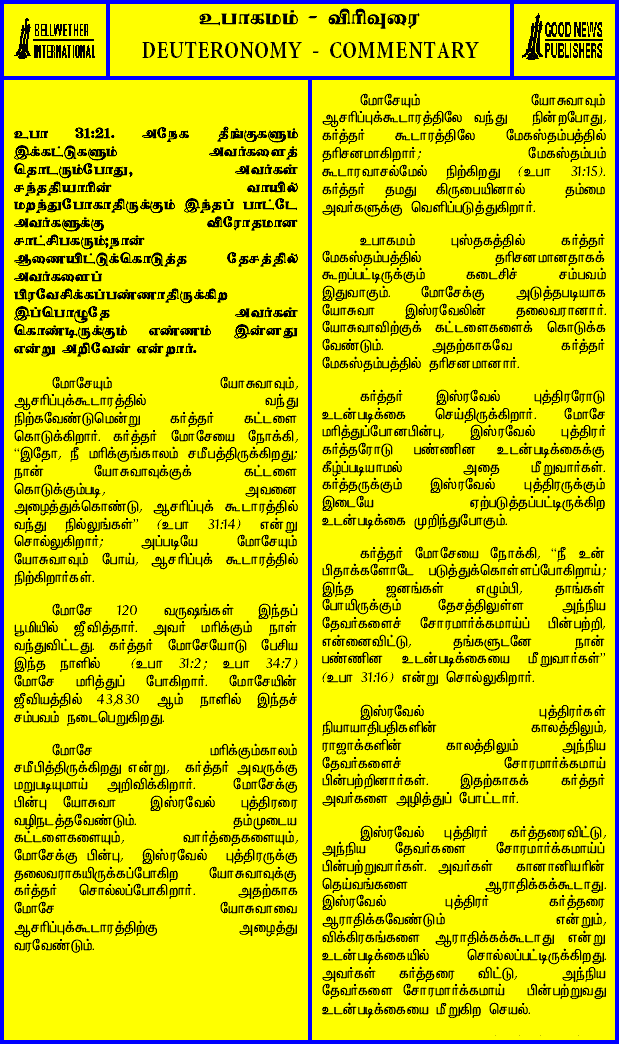 BELLWETHER
INTERNATIONAL
உபாகமம் - விரிவுரை
DEUTERONOMY - COMMENTARY
GOOD NEWS
PUBLISHERS
உபா 31:21. அநேக தீங்குகளும்
இக்கட்டுகளும் அவர்களைத்
தொடரும்போது, அவர்கள்
சந்ததியாரின் வாயில்
மறந்துபோகாதிருக்கும் இந்தப் பாட்டே
அவர்களுக்கு விரோதமான
சாட்சிபகரும்;நான்
ஆணையிட்டுக்கொடுத்த தேசத்தில்
அவர்களைப்
பிரவேசிக்கப்பண்ணாதிருக்கிற
இப்பொழுதே அவர்கள்
கொண்டிருக்கும் எண்ணம் இன்னது
என்று அறிவேன் என்றார்.
மோசேயும் யோசுவாவும்,
ஆசரிப்புக்கூடாரத்தில் வந்து
நிற்கவேண்டுமென்று கர்த்தர் கட்டளை
கொடுக்கிறார். கர்த்தர் மோசேயை நோக்கி,
"இதோ, நீ மரிக்குங்காலம் சமீபத்திருக்கிறது;
நான் யோசுவாவுக்குக் கட்டளை
கொடுக்கும்படி, அவனை
அழைத்துக்கொண்டு, ஆசரிப்புக் கூடாரத்தில்
வந்து நில்லுங்கள்" (உபா 31:14) என்று
சொல்லுகிறார்; அப்படியே மோசேயும்
யோசுவாவும் போய், ஆசரிப்புக் கூடாரத்தில்
நிற்கிறார்கள்.
மோசே 120 வருஷங்கள் இந்தப்
பூமியில் ஜீவித்தார். அவர் மரிக்கும் நாள்
வந்துவிட்டது. கர்த்தர் மோசேயோடு பேசிய
இந்த நாளில் (உபா 31:2; உபா 34:7)
மோசே மரித்துப் போகிறார். மோசேயின்
ஜீவியத்தில் 43,830 ஆம் நாளில் இந்தச்
சம்பவம் நடைபெறுகிறது.
மோசே மரிக்கும்காலம்
சமீபித்திருக்கிறது என்று, கர்த்தர் அவருக்கு
மறுபடியுமாய் அறிவிக்கிறார். மோசேக்கு
பின்பு யோசுவா இஸ்ரவேல் புத்திரரை
வழிநடத்தவேண்டும். தம்முடைய
கட்டளைகளையும், வார்த்தைகளையும்,
மோசேக்கு பின்பு, இஸ்ரவேல் புத்திருக்கு
தலைவராகயிருக்கப்போகிற யோசுவாவுக்கு
கர்த்தர் சொல்லப்போகிறார். அதற்காக
மோசே யோசுவாவை
ஆசரிப்புக்கூடாரத்திற்கு அழைத்து
வரவேண்டும்.
மோசேயும் யோசுவாவும்
ஆசரிப்புக்கூடாரத்திலே வந்து நின்றபோது,
கர்த்தர் கூடாரத்திலே மேகஸ்தம்பத்தில்
தரிசனமாகிறார்; மேகஸ்தம்பம்
கூடாரவாசல்மேல் நிற்கிறது (உபா 31:15).
கர்த்தர் தமது கிருபையினால் தம்மை
அவர்களுக்கு வெளிப்படுத்துகிறார்.
உபாகமம் புஸ்தகத்தில் கர்த்தர்
மேகஸ்தம்பத்தில் தரிசனமானதாகக்
கூறப்பட்டிருக்கும் கடைசிச் சம்பவம்
இதுவாகும். மோசேக்கு அடுத்தபடியாக
யோசுவா இஸ்ரவேலின் தலைவரானார்.
யோசுவாவிற்குக் கட்டளைகளைக் கொடுக்க
வேண்டும். அதற்காகவே கர்த்தர்
மேகஸ்தம்பத்தில் தரிசனமானார்.
கர்த்தர் இஸ்ரவேல் புத்திரரோடு
உடன்படிக்கை செய்திருக்கிறார். மோசே
மரித்துப்போனபின்பு, இஸ்ரவேல் புத்திரர்
கர்த்தரோடு பண்ணின உடன்படிக்கைக்கு
கீழ்ப்படியாமல் அதை மீறுவார்கள்.
கர்த்தருக்கும் இஸ்ரவேல் புத்திரருக்கும்
இடையே ஏற்படுத்தப்பட்டிருக்கிற
உடன்படிக்கை முறிந்துபோகும்.
கர்த்தர் மோசேயை நோக்கி, "நீ உன்
பிதாக்களோடே படுத்துக்கொள்ளப்போகிறாய்;
இந்த ஜனங்கள் எழும்பி, தாங்கள்
போயிருக்கும் தேசத்திலுள்ள அந்நிய
தேவர்களைச் சோரமார்க்கமாய்ப் பின்பற்றி,
என்னைவிட்டு, தங்களுடனே நான்
பண்ணின உடன்படிக்கையை மீறுவார்கள்"
(உபா 31:16) என்று சொல்லுகிறார்.
இஸ்ரவேல் புத்திரர்கள்
நியாயாதிபதிகளின் காலத்திலும்,
ராஜாக்களின் காலத்திலும் அந்நிய
தேவர்களைச் சோரமார்க்கமாய்
பின்பற்றினார்கள். இதற்காகக் கர்த்தர்
அவர்களை அழித்துப் போட்டார்.
இஸ்ரவேல் புத்திரர் கர்த்தரைவிட்டு,
அந்நிய தேவர்களை சோரமார்க்கமாய்ப்
பின்பற்றுவார்கள். அவர்கள் கானானியரின்
தெய்வங்களை ஆராதிக்கக்கூடாது.
இஸ்ரவேல் புத்திரர் கர்த்தரை
ஆராதிக்கவேண்டும் என்றும்,
விக்கிரகங்களை ஆராதிக்கக்கூடாது என்று
உடன்படிக்கையில் சொல்லப்பட்டிருக்கிறது.
அவர்கள் கர்த்தரை விட்டு, அந்நிய
தேவர்களை சோரமார்க்கமாய் பின்பற்றுவது
உடன்படிக்கையை மீறுகிற செயல்.